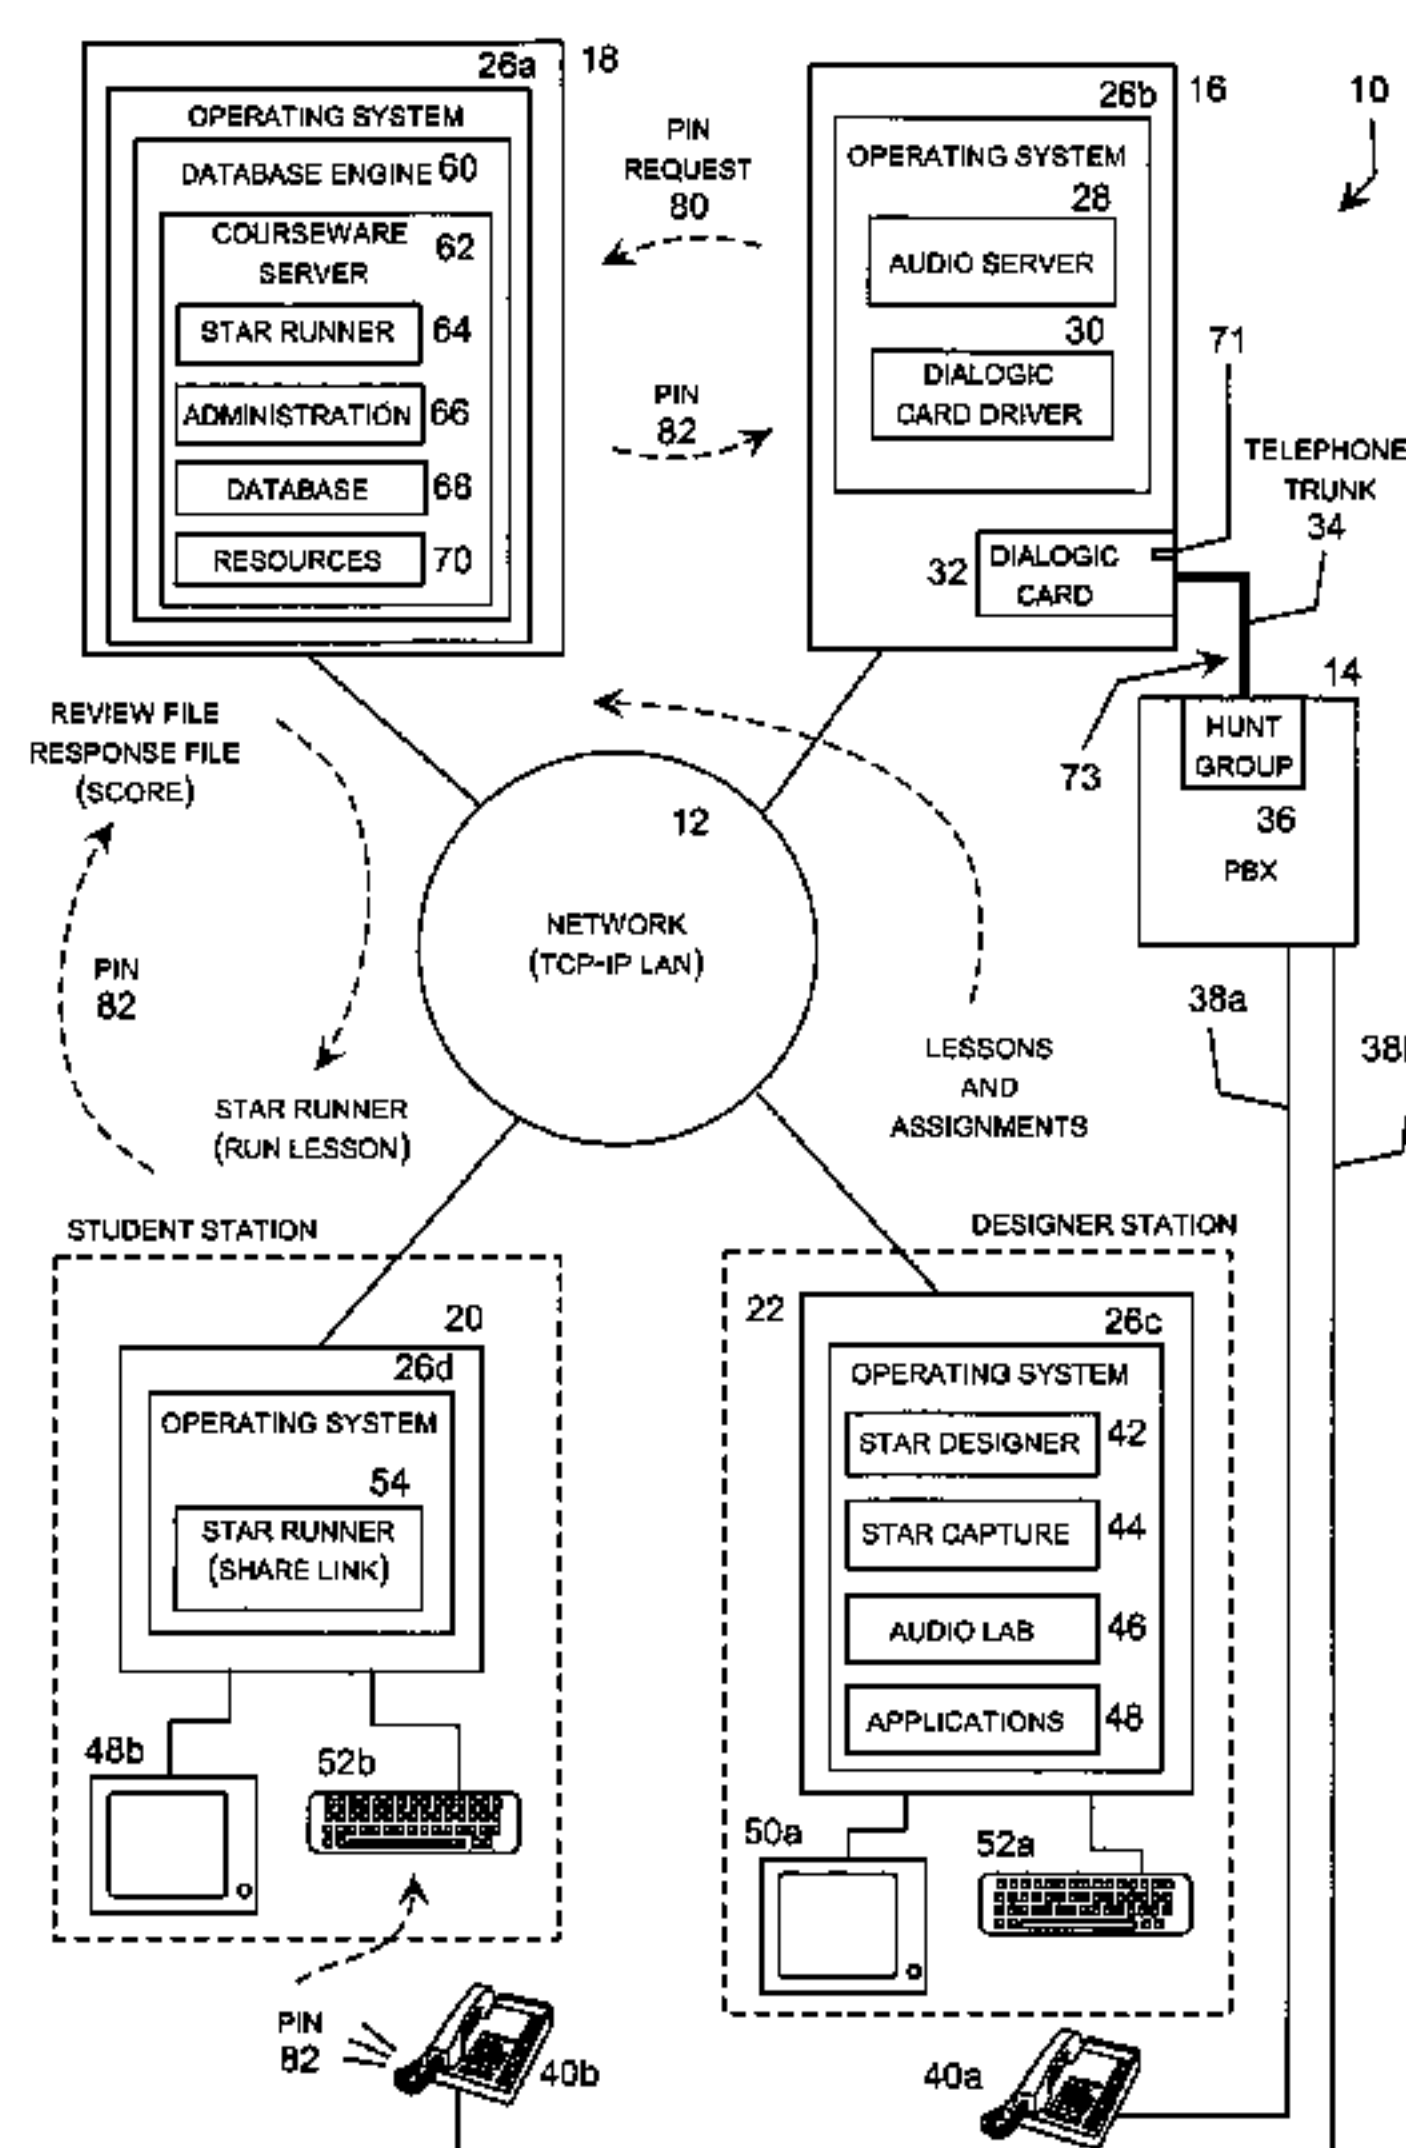 26a
18
OPERATING SYSTEM
DATABASE ENGINE 60
COURSEWARE
SERVER
62
STAR RUNNER 64
ADMINISTRATION 66
DATABASE 68
RESOURCES 70
PIN
REQUEST
80
PIN
82
26b
16
OPERATING SYSTEM
28
AUDIO SERVER
30
DIALOGIC
CARD DRIVER
32
DIALOGIC
CARD
10
71
TELEPHONE
TRUNK
34
14
HUNT
GROUP
73
36
PBX
REVIEW FILE
RESPONSE FILE
(SCORE)
12
NETWORK
(TCP-IP LAN)
PIN
82
STAR RUNNER
(RUN LESSON)
LESSONS
AND
ASSIGNMENTS
38a
STUDENT STATION
20
26d
OPERATING SYSTEM
54
STAR RUNNER
(SHARE LINK)
48b
52b
PIN
82
40b
DESIGNER STATION
22
26c
OPERATING SYSTEM
STAR DESIGNER 42
STAR CAPTURE 44
AUDIO LAB 46
APPLICATIONS 48
50a
52a
40a